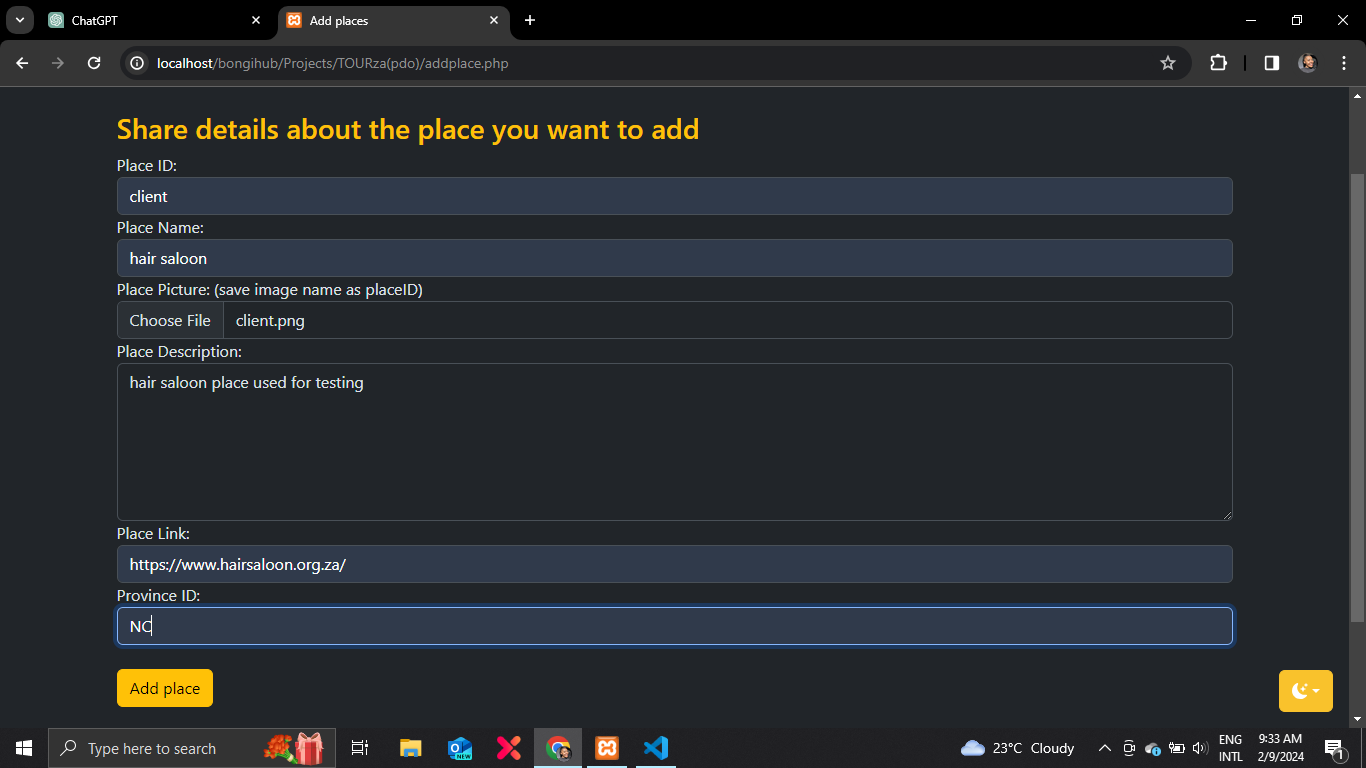 ChatGPT
Add places
localhost/bongihub/Projects/TOURza(pdo)/addplace.php
Share details about the place you want to add
Place ID:
client
Place Name:
hair saloon
Place Picture: (save image name as placeID)
Choose File client.png
Place Description:
hair saloon place used for testing
Place Link:
https://www.hairsaloon.org.za/
Province ID:
NC
Add place
Type here to search
NEW
23°C Cloudy
ENG
INTL
9:33 AM
2/9/2024
1